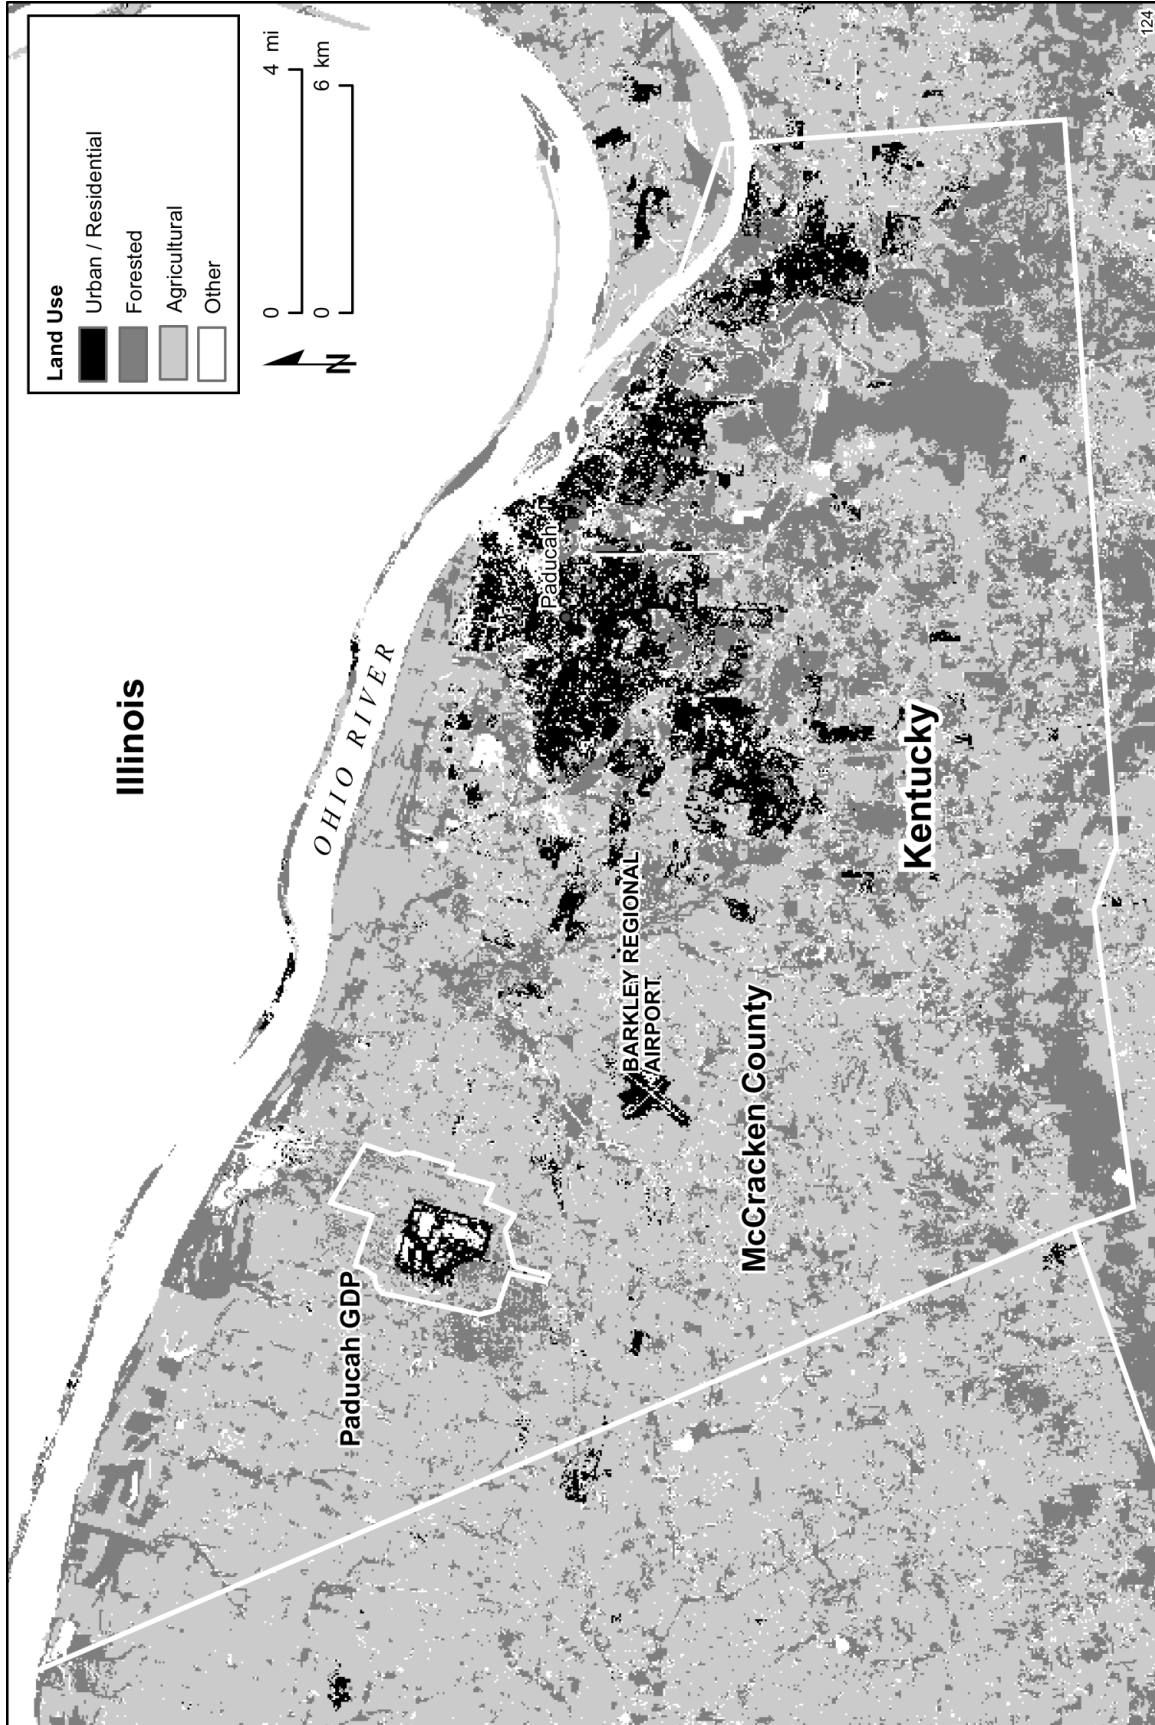 Land Use
Urban / Residential
Forested
Agricultural
Other
0 4 mi
0 6 km
N
Illinois
OHIO RIVER
Paducah
Paducah GDP
BARKLEY REGIONAL
AIRPORT
McCracken County
Kentucky
124